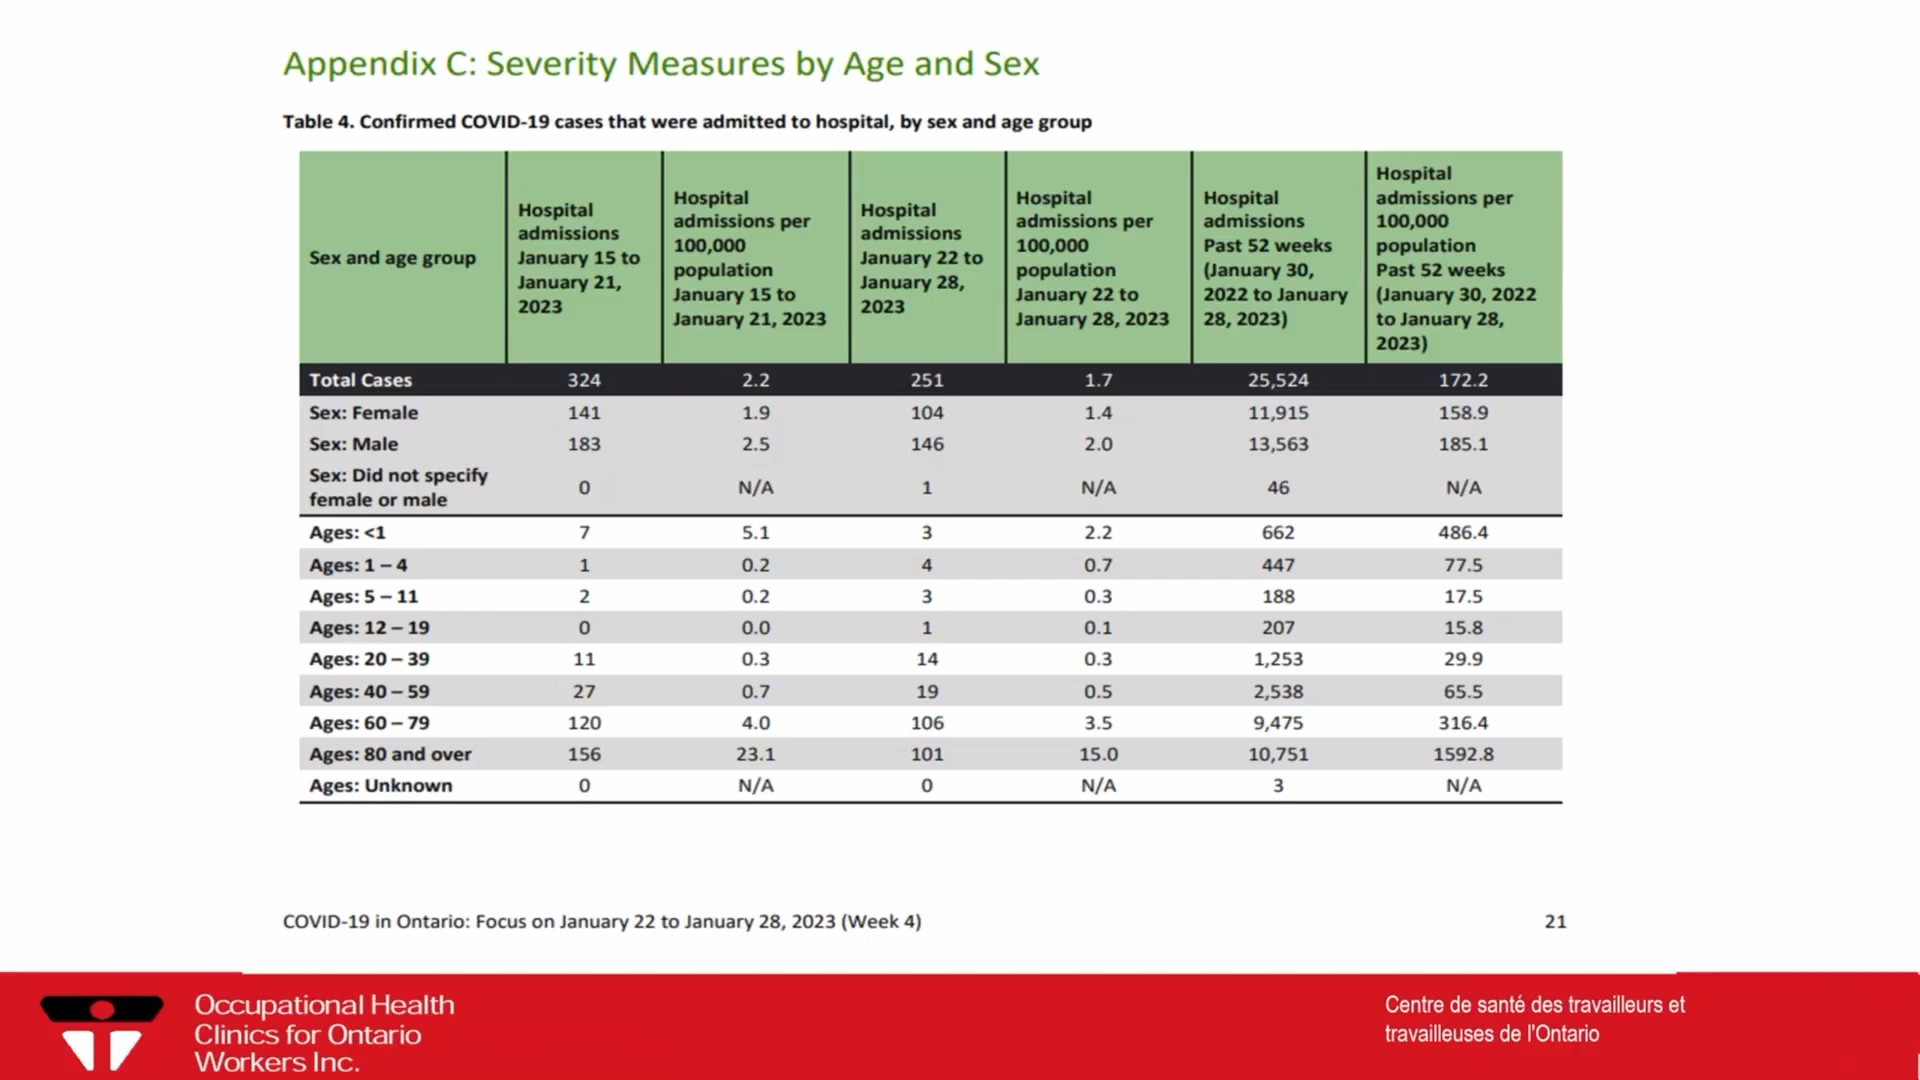 Appendix C: Severity Measures by Age and Sex
Table 4. Confirmed COVID-19 cases that were admitted to hospital, by sex and age group
Sex and age group
Hospital
admissions
January 15 to
January 21,
2023
Hospital
admissions per
100,000
population
January 15 to
January 21, 2023
Hospital
admissions
January 22 to
January 28,
2023
Hospital
admissions per
100,000
population
January 22 to
January 28, 2023
Hospital
admissions
Past 52 weeks
(January 30,
2022 to January
28, 2023)
Hospital
admissions per
100,000
population
Past 52 weeks
(January 30, 2022
to January 28,
2023)
Total Cases 324 2.2 251 1.7 25,524 172.2
Sex: Female 141 1.9 104 1.4 11,915 158.9
Sex: Male 183 2.5 146 2.0 13,563 185.1
Sex: Did not specify
female or male 0 N/A 1 N/A 46 N/A
Ages: <1 7 5.1 3 2.2 662 486.4
Ages: 1 – 4 1 0.2 4 0.7 447 77.5
Ages: 5 – 11 2 0.2 3 0.3 188 17.5
Ages: 12 – 19 0 0.0 1 0.1 207 15.8
Ages: 20 – 39 11 0.3 14 0.3 1,253 29.9
Ages: 40 – 59 27 0.7 19 0.5 2,538 65.5
Ages: 60 – 79 120 4.0 106 3.5 9,475 316.4
Ages: 80 and over 156 23.1 101 15.0 10,751 1592.8
Ages: Unknown 0 N/A 0 N/A 3 N/A
COVID-19 in Ontario: Focus on January 22 to January 28, 2023 (Week 4) 21
Occupational Health
Clinics for Ontario
Workers Inc.
Centre de santé des travailleurs et
travailleuses de l'Ontario